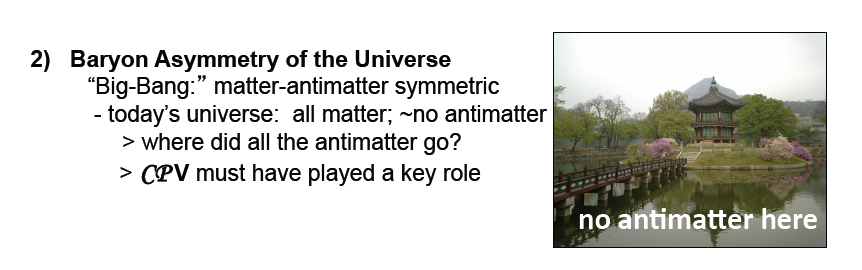 2) Baryon Asymmetry of the Universe
“Big-Bang:” matter-antimatter symmetric
- today’s universe: all matter; ~no antimatter
> where did all the antimatter go?
> 𝒞𝒫V must have played a key role
no antimatter here